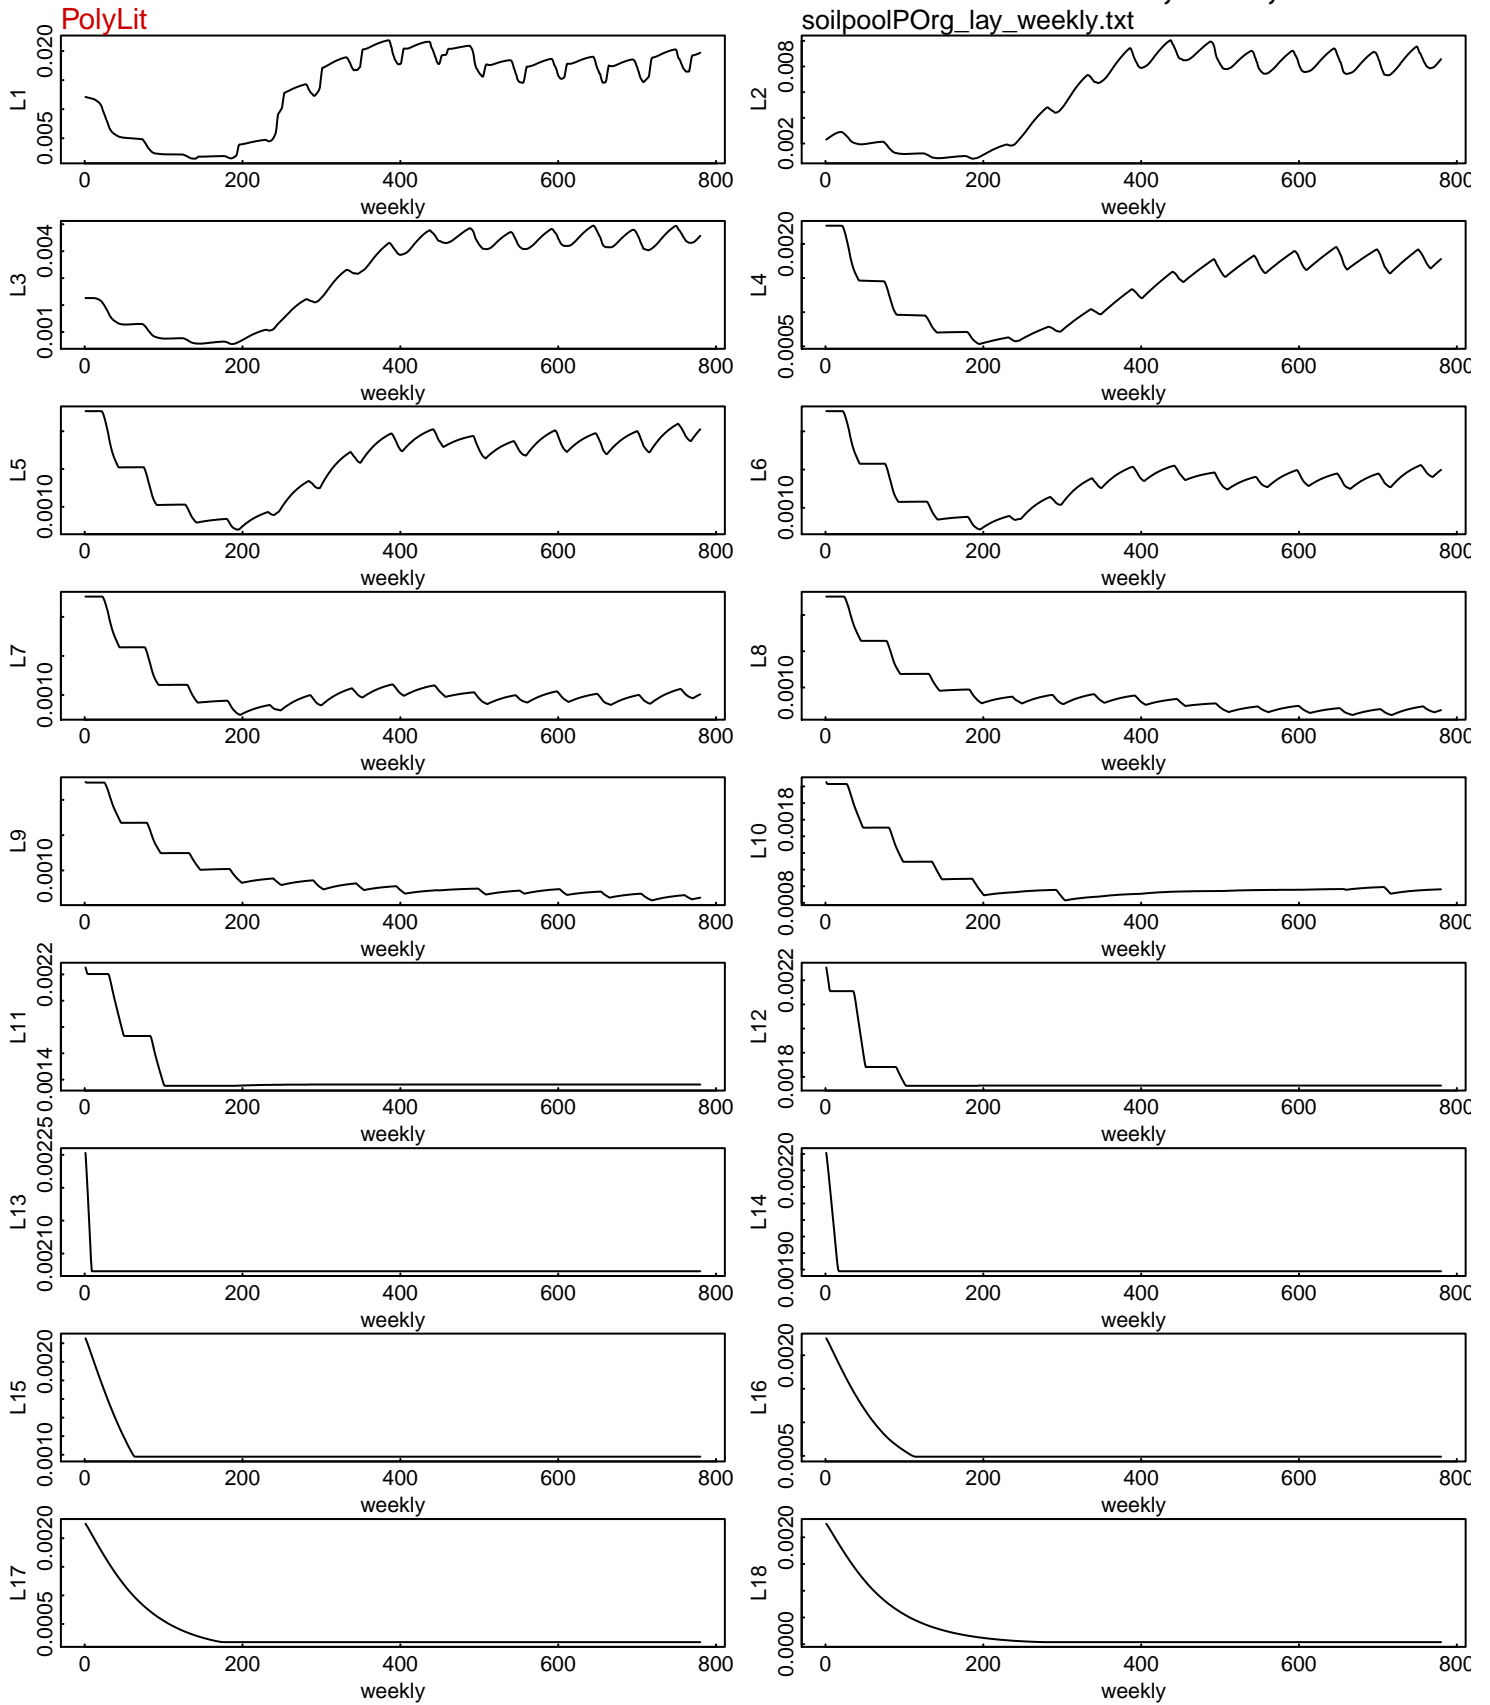 PolyLit
soilpoolPOrg_lay_weekly.txt
L1
0.005 0.020
0 200 400 600 800
weekly
L2
0.002 0.008
0 200 400 600 800
weekly
L3
0.001 0.004
0 200 400 600 800
weekly
L4
0.0005 0.0020
0 200 400 600 800
weekly
L5
0.0010
0 200 400 600 800
weekly
L6
0.0010
0 200 400 600 800
weekly
L7
0.0010
0 200 400 600 800
weekly
L8
0.0010
0 200 400 600 800
weekly
L9
0.0010
0 200 400 600 800
weekly
L10
0.0008 0.0018
0 200 400 600 800
weekly
L11
0.0014 0.0022
0 200 400 600 800
weekly
L12
0.0018 0.0022
0 200 400 600 800
weekly
L13
0.00210 0.00225
0 200 400 600 800
weekly
L14
0.00190 0.00220
0 200 400 600 800
weekly
L15
0.0010 0.0020
0 200 400 600 800
weekly
L16
0.0005 0.0020
0 200 400 600 800
weekly
L17
0.0005 0.0020
0 200 400 600 800
weekly
L18
0.0000 0.0020
0 200 400 600 800
weekly